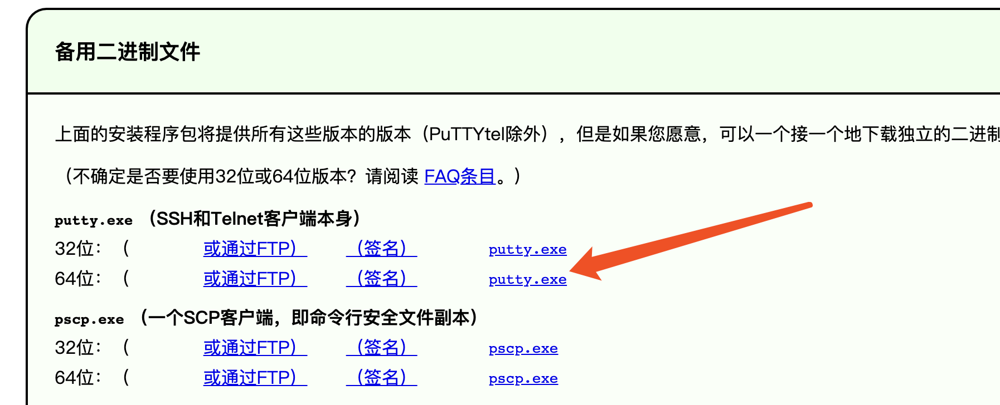 备用二进制文件
上面的安装程序包将提供所有这些版本的版本（PuTTYtel除外），但是如果您愿意，可以一个接一个地下载独立的二进制
（不确定是否要使用32位或64位版本？请阅读 FAQ条目。）
putty.exe （SSH和Telnet客户端本身）
32位：（ 或通过FTP） （签名） putty.exe
64位：（ 或通过FTP） （签名） putty.exe
pscp.exe （一个SCP客户端，即命令行安全文件副本）
32位：（ 或通过FTP） （签名） pscp.exe
64位：（ 或通过FTP） （签名） pscp.exe